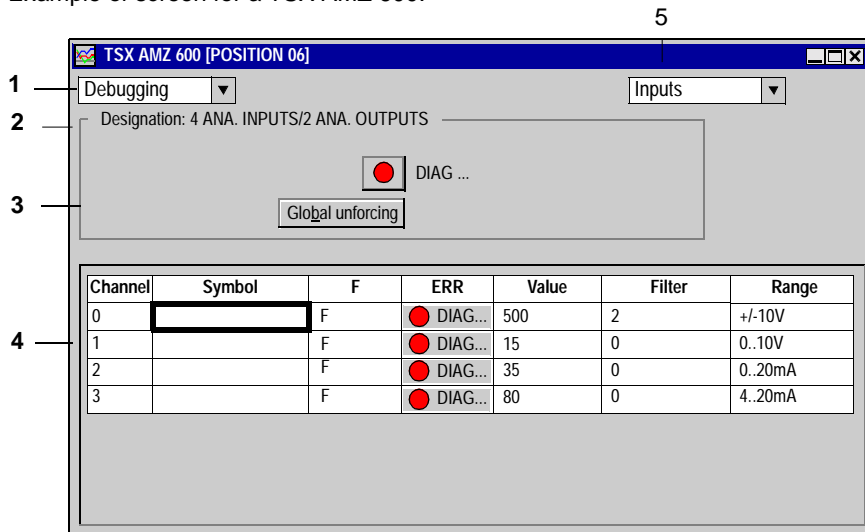 Example of screen for a TSX AMZ 600:
5
TSX AMZ 600 [POSITION 06]
1
Debugging
Inputs
2
Designation: 4 ANA. INPUTS/2 ANA. OUTPUTS
DIAG ...
3
Global unforcing
Channel Symbol F ERR Value Filter Range
0 F DIAG... 500 2 +/-10V
4
1 F DIAG... 15 0 0..10V
2 F DIAG... 35 0 0..20mA
3 F DIAG... 80 0 4..20mA